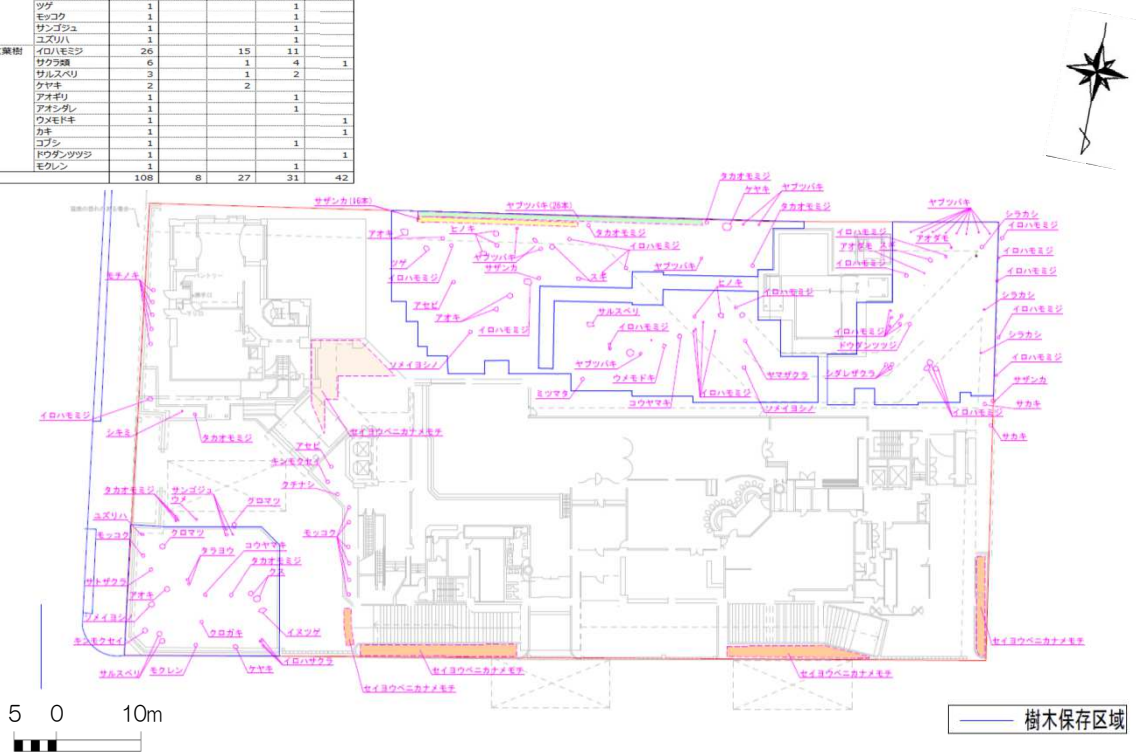 ツゲ 1 1
モッコク 1 1
サンゴジュ 1 1
ユズリハ 1 1
葉樹 イロハモミジ 26 15 11
サクラ類 6 1 4 1
サルスベリ 3 1 2
ケヤキ 2 2
アオギリ 1 1
アオシダレ 1 1
ウメドキ 1 1
カキ 1 1
コブシ 1 1
ドウダンツツジ 1 1
モクレン 1 1
108 8 27 31 42
タカオモミジ
サザンカ(16本)
ヤブツバキ(26本)
ケヤキ
ヤブツバキ
タカオモミジ
ヤブツバキ
シラカシ
イロハモミジ
アオキ
ヒノキ
タカオモミジ
イロハモミジ
イロハモミジ
アオダモ
アオダモ
スギ
イロハモミジ
イロハモミジ
ツゲ
イロハモミジ
ヤブツバキ
サザンカ
スギ
ヤブツバキ
ヒノキ
イロハモミジ
モチノキ
パントリー
アセビ
アオキ
サルスベリ
イロハモミジ
シラカシ
イロハモミジ
イロハモミジ
イロハモミジ
ドウダンツツジ
シラカシ
ソメイヨシノ
ヤブツバキ
ウメモドキ
ヤマザクラ
シダレザクラ
イロハモミジ
サザンカ
ミツマタ
コウヤマキ
イロハモミジ
ソメイヨシノ
イロハモミジ
サカキ
サカキ
イロハモミジ
シキミ
タカオモミジ
セイヨウベニカナメモチ
アセビ
キンモクセイ
クチナシ
タカオモミジ
サンゴジュ
ウメ
クロマツ
ユズリハ
モッコク
クロマツ
モッコク
タラヨウ
コウヤマキ
タカオモミジ
クス
サトザクラ
アオキ
ソメイヨシノ
クロガキ
イヌツゲ
キンモクセイ
サルスベリ
モクレン
ケヤキ
イロハザクラ
セイヨウベニカナメモチ
セイヨウベニカナメモチ
セイヨウベニカナメモチ
セイヨウベニカナメモチ
5 0 10m
樹木保存区域